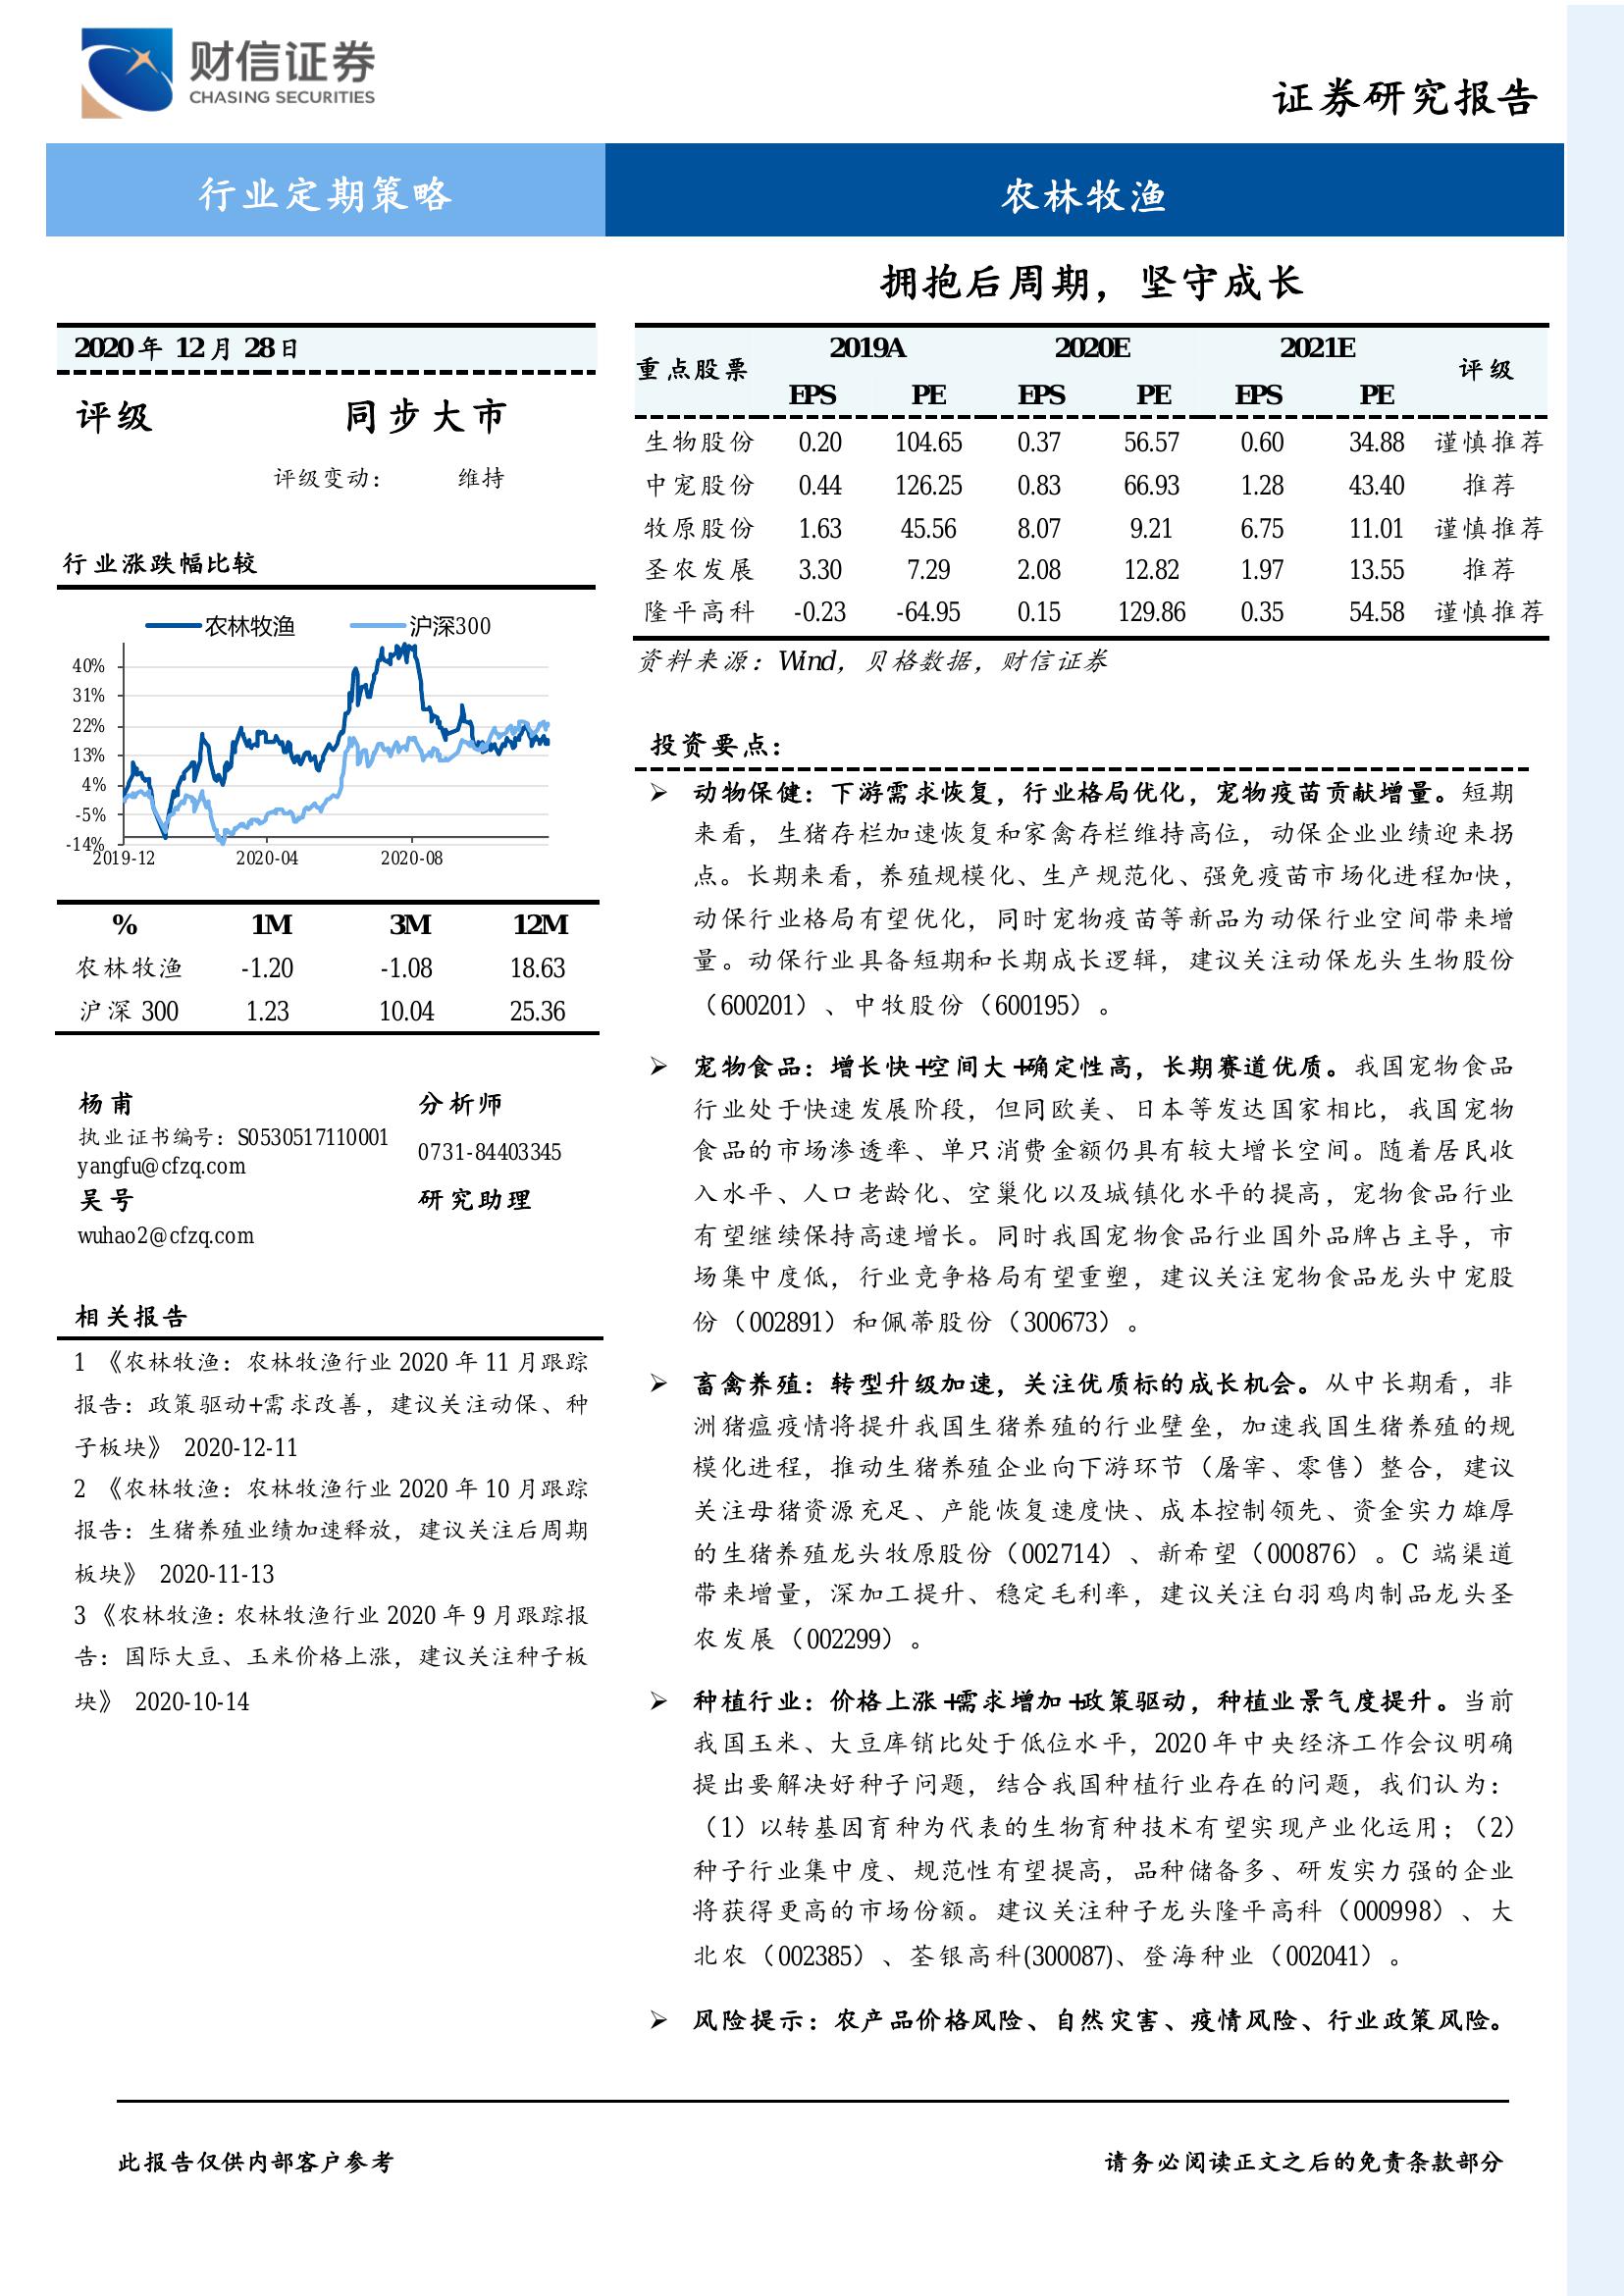 财信证券
CHASING SECURITIES
证券研究报告
行业定期策略
农林牧渔
拥抱后周期，坚守成长
2020 年 12 月 28 日
评级 同步大市
评级变动： 维持
行业涨跌幅比较
农林牧渔 沪深300
40%
31%
22%
13%
4%
-5%
-14%
2019-12 2020-04 2020-08
% 1M 3M 12M
农林牧渔 -1.20 -1.08 18.63
沪深 300 1.23 10.04 25.36
杨甫 分析师
执业证书编号：S0530517110001 0731-84403345
yangfu@cfzq.com
吴号 研究助理
wuhao2@cfzq.com
相关报告
1 《农林牧渔：农林牧渔行业 2020 年 11 月跟踪
报告：政策驱动+需求改善，建议关注动保、种
子板块》 2020-12-11
2 《农林牧渔：农林牧渔行业 2020 年 10 月跟踪
报告：生猪养殖业绩加速释放，建议关注后周期
板块》 2020-11-13
3《农林牧渔：农林牧渔行业 2020 年 9 月跟踪报
告：国际大豆、玉米价格上涨，建议关注种子板
块》 2020-10-14
重点股票 2019A 2020E 2021E 评级
EPS PE EPS PE EPS PE
生物股份 0.20 104.65 0.37 56.57 0.60 34.88 谨慎推荐
中宠股份 0.44 126.25 0.83 66.93 1.28 43.40 推荐
牧原股份 1.63 45.56 8.07 9.21 6.75 11.01 谨慎推荐
圣农发展 3.30 7.29 2.08 12.82 1.97 13.55 推荐
隆平高科 -0.23 -64.95 0.15 129.86 0.35 54.58 谨慎推荐
资料来源：Wind，贝格数据，财信证券
投资要点：
➢ 动物保健：下游需求恢复，行业格局优化，宠物疫苗贡献增量。短期
来看，生猪存栏加速恢复和家禽存栏维持高位，动保企业业绩迎来拐
点。长期来看，养殖规模化、生产规范化、强免疫苗市场化进程加快，
动保行业格局有望优化，同时宠物疫苗等新品为动保行业空间带来增
量。动保行业具备短期和长期成长逻辑，建议关注动保龙头生物股份
（600201）、中牧股份（600195）。
➢ 宠物食品：增长快+空间大+确定性高，长期赛道优质。我国宠物食品
行业处于快速发展阶段，但同欧美、日本等发达国家相比，我国宠物
食品的市场渗透率、单只消费金额仍具有较大增长空间。随着居民收
入水平、人口老龄化、空巢化以及城镇化水平的提高，宠物食品行业
有望继续保持高速增长。同时我国宠物食品行业国外品牌占主导，市
场集中度低，行业竞争格局有望重塑，建议关注宠物食品龙头中宠股
份（002891）和佩蒂股份（300673）。
➢ 畜禽养殖：转型升级加速，关注优质标的成长机会。从中长期看，非
洲猪瘟疫情将提升我国生猪养殖的行业壁垒，加速我国生猪养殖的规
模化进程，推动生猪养殖企业向下游环节（屠宰、零售）整合，建议
关注母猪资源充足、产能恢复速度快、成本控制领先、资金实力雄厚
的生猪养殖龙头牧原股份（002714）、新希望（000876）。C 端渠道
带来增量，深加工提升、稳定毛利率，建议关注白羽鸡肉制品龙头圣
农发展（002299）。
➢ 种植行业：价格上涨+需求增加+政策驱动，种植业景气度提升。当前
我国玉米、大豆库销比处于低位水平，2020 年中央经济工作会议明确
提出要解决好种子问题，结合我国种植行业存在的问题，我们认为：
（1）以转基因育种为代表的生物育种技术有望实现产业化运用；（2）
种子行业集中度、规范性有望提高，品种储备多、研发实力强的企业
将获得更高的市场份额。建议关注种子龙头隆平高科（000998）、大
北农（002385）、荃银高科(300087)、登海种业（002041）。
➢ 风险提示：农产品价格风险、自然灾害、疫情风险、行业政策风险。
此报告仅供内部客户参考
请务必阅读正文之后的免责条款部分